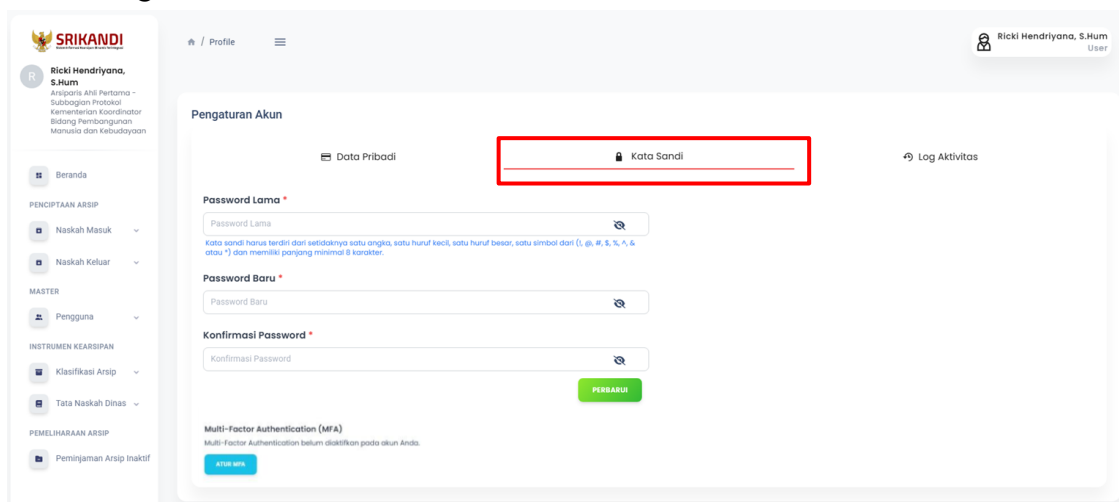 SRIKANDI
R
Ricki Hendriyana,
S.Hum
Arsiparis Ahli Pertama -
Subbagian Protokol
Kementerian Koordinator
Bidang Pembangunan
Manusia dan Kebudayaan
Beranda
PENCIPTAAN ARSIP
Naskah Masuk
Naskah Keluar
MASTER
Pengguna
INSTRUMEN KEARSIPAN
Klasifikasi Arsip
Tata Naskah Dinas
PEMELIHARAAN ARSIP
Peminjaman Arsip Inaktif
/ Profile
Ricki Hendriyana, S.Hum
User
Pengaturan Akun
Data Pribadi
Kata Sandi
Log Aktivitas
Password Lama *
Password Lama
Kata sandi harus terdiri dari setidaknya satu angka, satu huruf kecil, satu huruf besar, satu simbol dari (!, @, #, $, %, ^, &
atau *) dan memiliki panjang minimal 8 karakter.
Password Baru *
Password Baru
Konfirmasi Password *
Konfirmasi Password
PERBARUI
Multi-Factor Authentication (MFA)
Multi-Factor Authentication belum diaktifkan pada akun Anda.
ATUR MFA